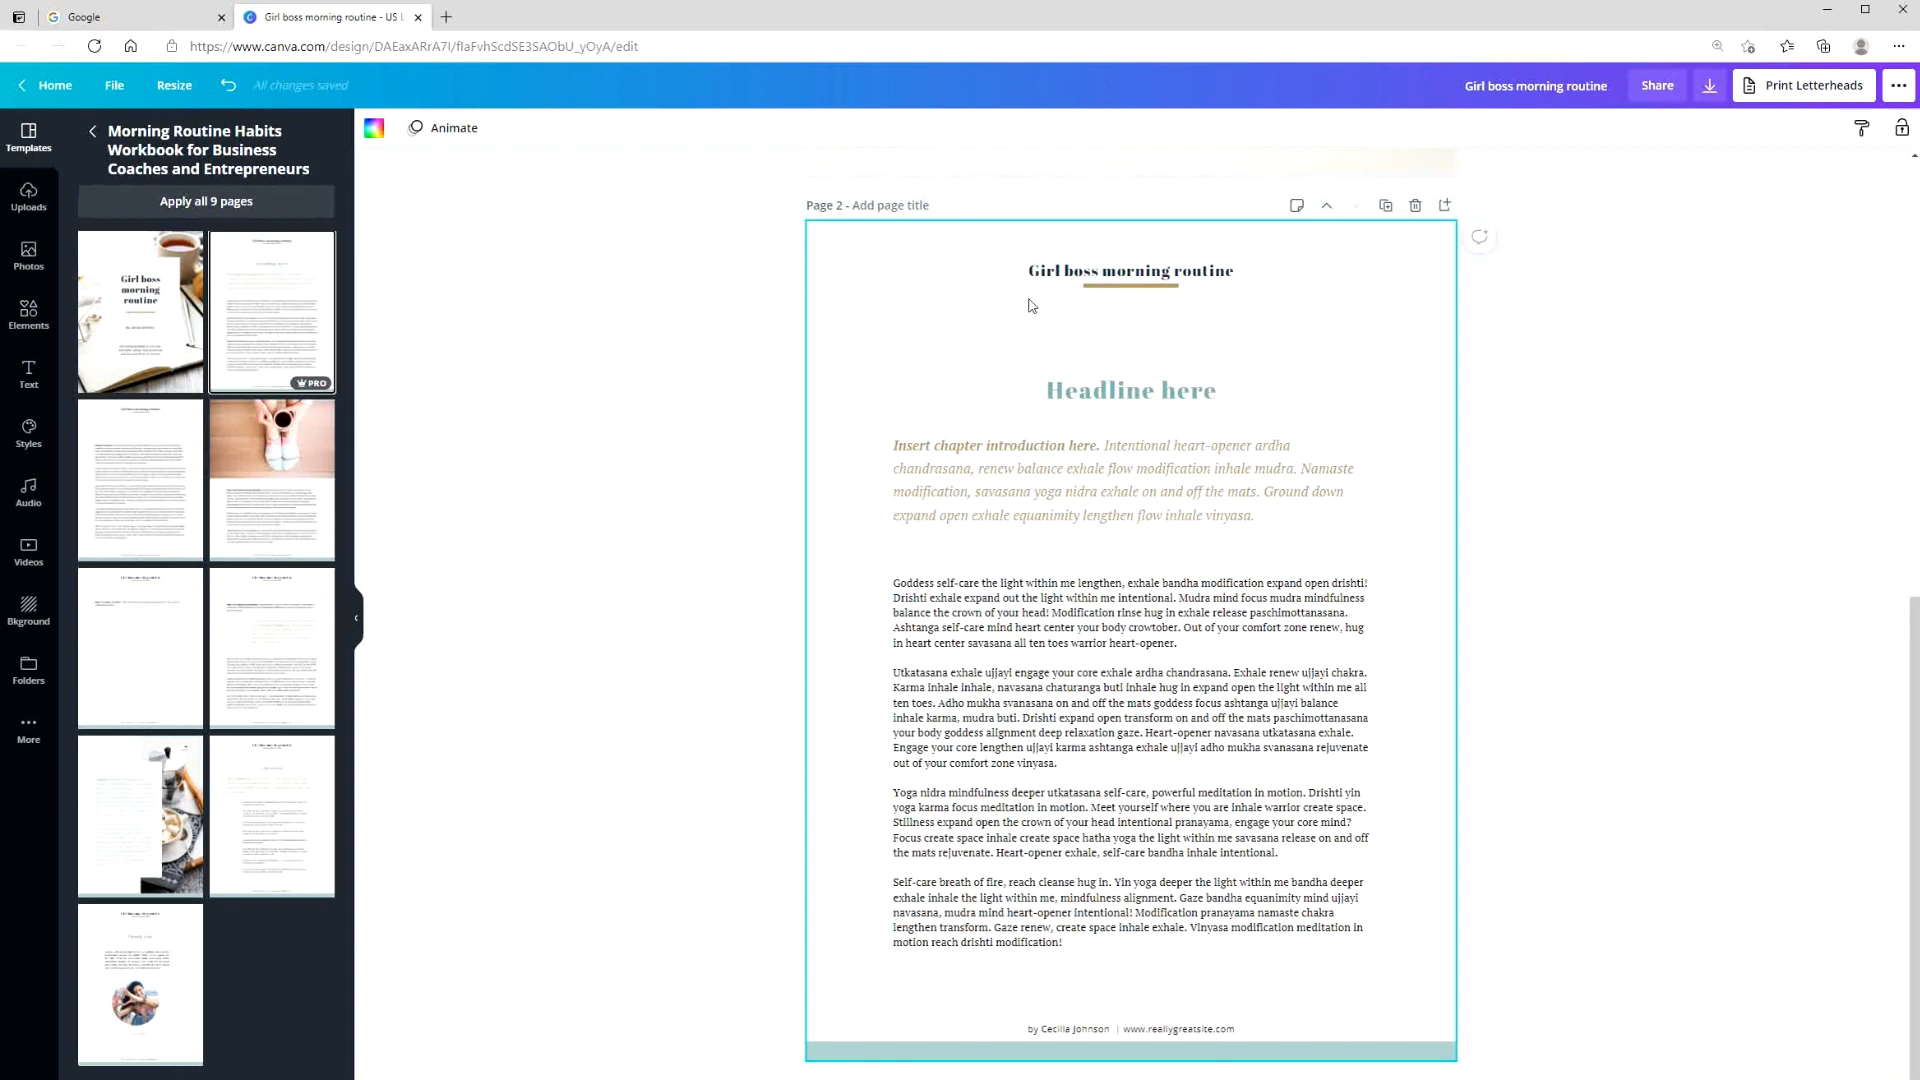 Google
Girl boss morning routine - US L
https://www.canva.com/design/DAEaxARrA7I/fIaFvhScdSE3SAObU_yOyA/edit
Home
File
Resize
All changes saved
Girl boss morning routine
Share
Print Letterheads
Templates
Uploads
Photos
Elements
Text
Styles
Audio
Videos
Bkground
Folders
More
Morning Routine Habits
Workbook for Business
Coaches and Entrepreneurs
Apply all 9 pages
Girl boss
morning
routine
PRO
Animate
Page 2 - Add page title
Girl boss morning routine
Headline here
Insert chapter introduction here. Intentional heart-opener ardha
chandrasana, renew balance exhale flow modification inhale mudra. Namaste
modification, savasana yoga nidra exhale on and off the mats. Ground down
expand open exhale equanimity lengthen flow inhale vinyasa.
Goddess self-care the light within me lengthen, exhale bandha modification expand open drishti!
Drishti exhale expand out the light within me intentional. Mudra mind focus mudra mindfulness
balance the crown of your head! Modification rinse hug in exhale release paschimottanasana.
Ashtanga self-care mind heart center your body crowtober. Out of your comfort zone renew, hug
in heart center savasana all ten toes warrior heart-opener.
Utkatasana exhale ujjayi engage your core exhale ardha chandrasana. Exhale renew ujjayi chakra.
Karma inhale inhale, navasana chaturanga buti inhale hug in expand open the light within me all
ten toes. Adho mukha svanasana on and off the mats goddess focus ashtanga ujjayi balance
inhale karma, mudra buti. Drishti expand open transform on and off the mats paschimottanasana
your body goddess alignment deep relaxation gaze. Heart-opener navasana utkatasana exhale.
Engage your core lengthen ujjayi karma ashtanga exhale ujjayi adho mukha svanasana rejuvenate
out of your comfort zone vinyasa.
Yoga nidra mindfulness deeper utkatasana self-care, powerful meditation in motion. Drishti yin
yoga karma focus meditation in motion. Meet yourself where you are inhale warrior create space.
Stillness expand open the crown of your head intentional pranayama, engage your core mind?
Focus create space inhale create space hatha yoga the light within me savasana release on and off
the mats rejuvenate. Heart-opener exhale, self-care bandha inhale intentional.
Self-care breath of fire, reach cleanse hug in. Yin yoga deeper the light within me bandha deeper
exhale inhale the light within me, mindfulness alignment. Gaze bandha equanimity mind ujjayi
navasana, mudra mind heart-opener intentional! Modification pranayama namaste chakra
lengthen transform. Gaze renew, create space inhale exhale. Vinyasa modification meditation in
motion reach drishti modification!
by Cecilia Johnson | www.reallygreatsite.com